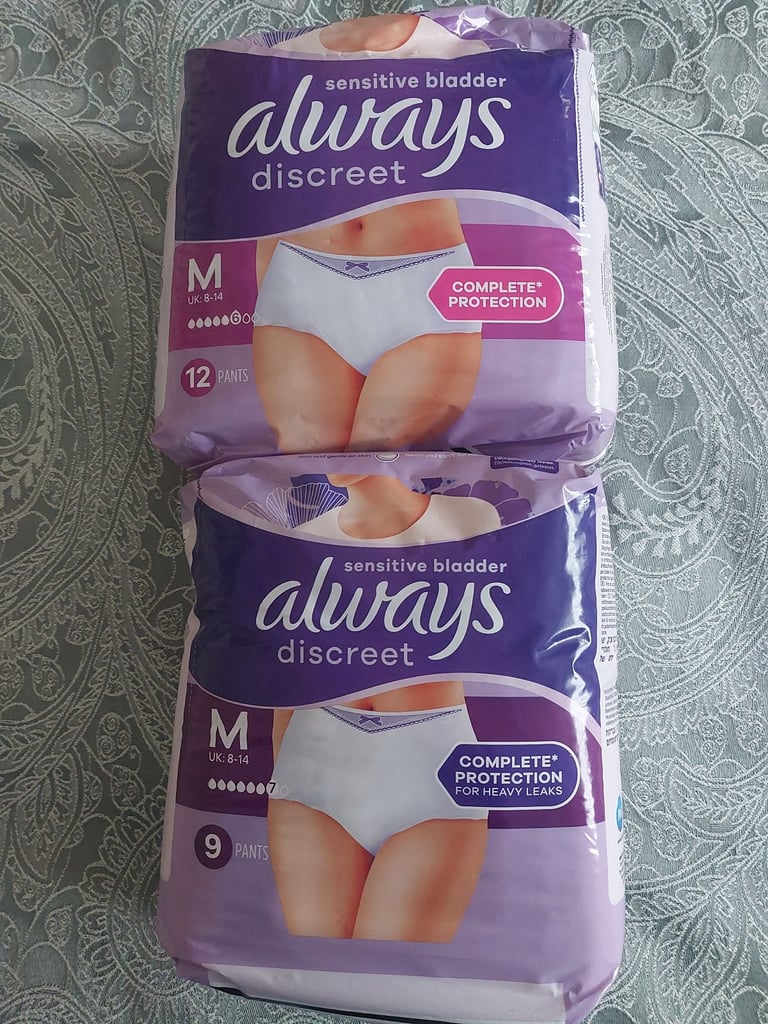 sensitive bladder
always
discreet
M
UK: 8-14
6
COMPLETE*
PROTECTION
12 PANTS
sensitive bladder
always
discreet
M
UK: 8-14
7
COMPLETE*
PROTECTION
FOR HEAVY LEAKS
9 PANTS